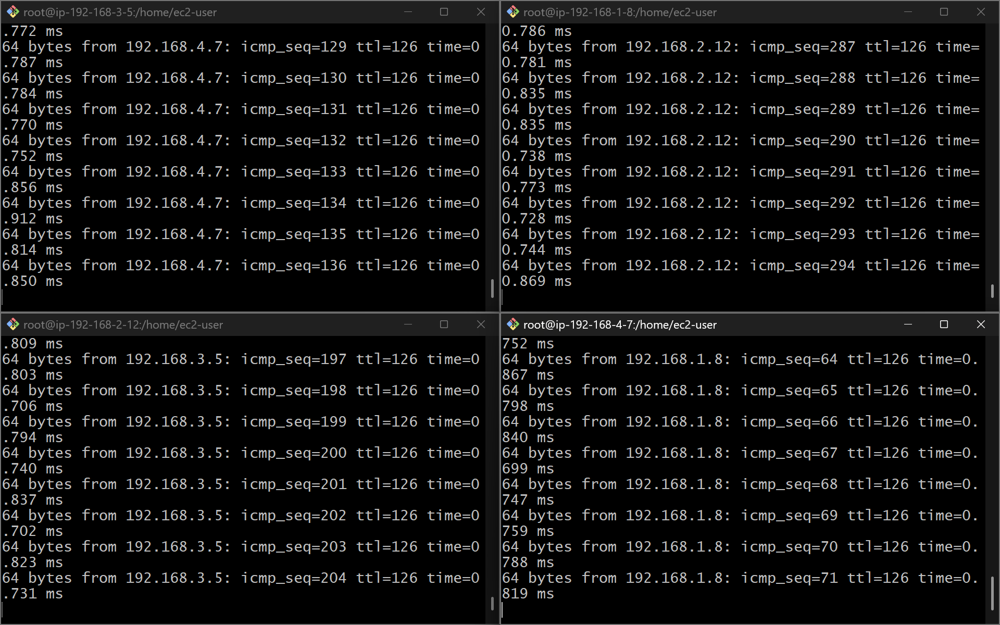 root@ip-192-168-3-5:/home/ec2-user
.772 ms
64 bytes from 192.168.4.7: icmp_seq=129 ttl=126 time=0
.787 ms
64 bytes from 192.168.4.7: icmp_seq=130 ttl=126 time=0
.784 ms
64 bytes from 192.168.4.7: icmp_seq=131 ttl=126 time=0
.770 ms
64 bytes from 192.168.4.7: icmp_seq=132 ttl=126 time=0
.752 ms
64 bytes from 192.168.4.7: icmp_seq=133 ttl=126 time=0
.856 ms
64 bytes from 192.168.4.7: icmp_seq=134 ttl=126 time=0
.912 ms
64 bytes from 192.168.4.7: icmp_seq=135 ttl=126 time=0
.814 ms
64 bytes from 192.168.4.7: icmp_seq=136 ttl=126 time=0
.850 ms
root@ip-192-168-1-8:/home/ec2-user
0.786 ms
64 bytes from 192.168.2.12: icmp_seq=287 ttl=126 time=
0.781 ms
64 bytes from 192.168.2.12: icmp_seq=288 ttl=126 time=
0.835 ms
64 bytes from 192.168.2.12: icmp_seq=289 ttl=126 time=
0.835 ms
64 bytes from 192.168.2.12: icmp_seq=290 ttl=126 time=
0.738 ms
64 bytes from 192.168.2.12: icmp_seq=291 ttl=126 time=
0.773 ms
64 bytes from 192.168.2.12: icmp_seq=292 ttl=126 time=
0.728 ms
64 bytes from 192.168.2.12: icmp_seq=293 ttl=126 time=
0.744 ms
64 bytes from 192.168.2.12: icmp_seq=294 ttl=126 time=
0.869 ms
root@ip-192-168-2-12:/home/ec2-user
.809 ms
64 bytes from 192.168.3.5: icmp_seq=197 ttl=126 time=0
.803 ms
64 bytes from 192.168.3.5: icmp_seq=198 ttl=126 time=0
.706 ms
64 bytes from 192.168.3.5: icmp_seq=199 ttl=126 time=0
.794 ms
64 bytes from 192.168.3.5: icmp_seq=200 ttl=126 time=0
.740 ms
64 bytes from 192.168.3.5: icmp_seq=201 ttl=126 time=0
.837 ms
64 bytes from 192.168.3.5: icmp_seq=202 ttl=126 time=0
.702 ms
64 bytes from 192.168.3.5: icmp_seq=203 ttl=126 time=0
.823 ms
64 bytes from 192.168.3.5: icmp_seq=204 ttl=126 time=0
.731 ms
root@ip-192-168-4-7:/home/ec2-user
752 ms
64 bytes from 192.168.1.8: icmp_seq=64 ttl=126 time=0.
867 ms
64 bytes from 192.168.1.8: icmp_seq=65 ttl=126 time=0.
798 ms
64 bytes from 192.168.1.8: icmp_seq=66 ttl=126 time=0.
840 ms
64 bytes from 192.168.1.8: icmp_seq=67 ttl=126 time=0.
699 ms
64 bytes from 192.168.1.8: icmp_seq=68 ttl=126 time=0.
747 ms
64 bytes from 192.168.1.8: icmp_seq=69 ttl=126 time=0.
759 ms
64 bytes from 192.168.1.8: icmp_seq=70 ttl=126 time=0.
788 ms
64 bytes from 192.168.1.8: icmp_seq=71 ttl=126 time=0.
819 ms